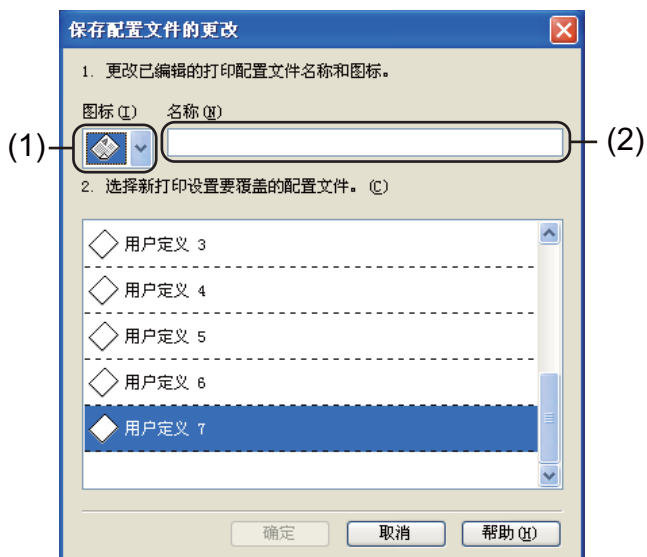 保存配置文件的更改
1. 更改已编辑的打印配置文件名称和图标。
图标(I) 名称(N)
(1) (2)
2. 选择新打印设置要覆盖的配置文件。(C)
用户定义 3
用户定义 4
用户定义 5
用户定义 6
用户定义 7
确定 取消 帮助(H)